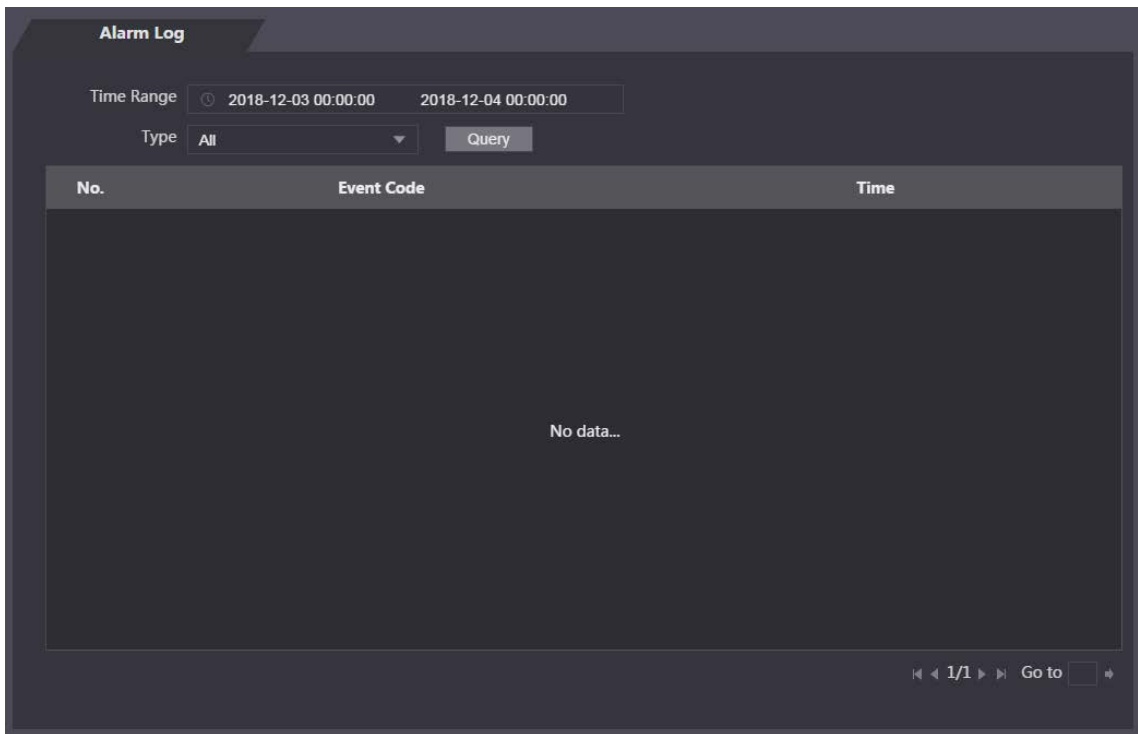 Alarm Log
Time Range 2018-12-03 00:00:00 2018-12-04 00:00:00
Type All Query
No. Event Code Time
No data...
1/1 Go to